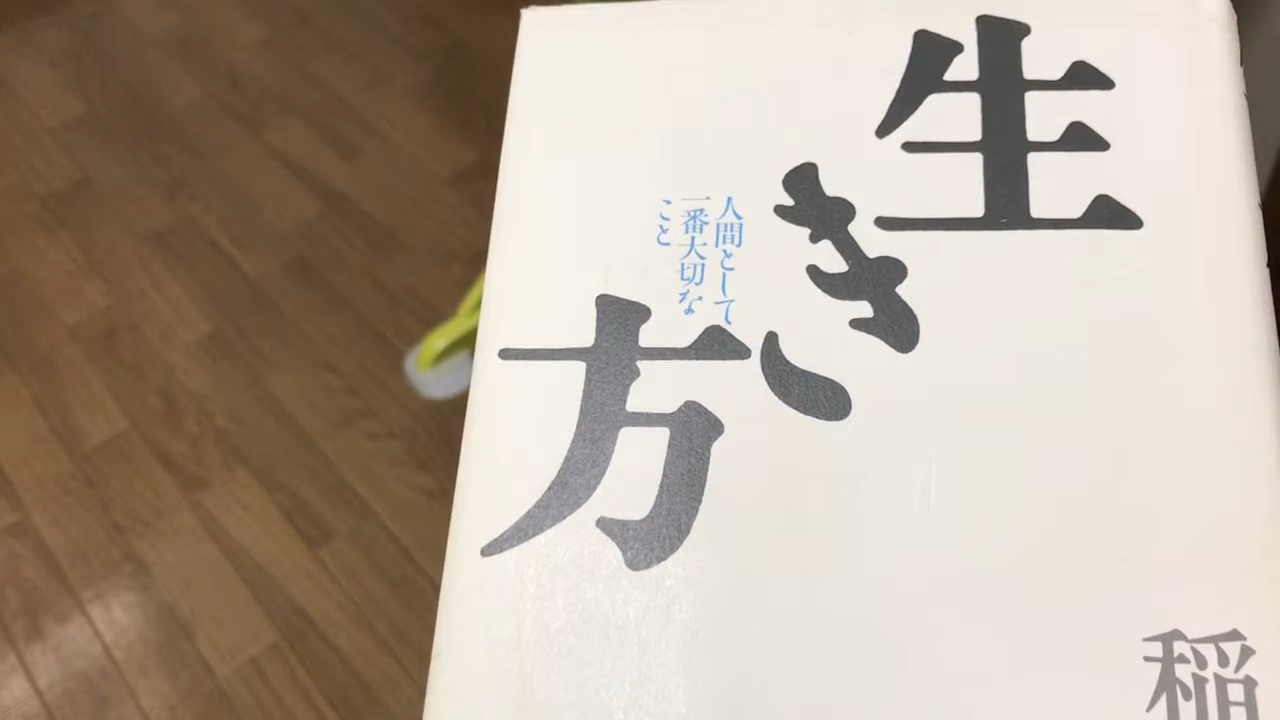 生き方
人間として
一番大切な
こと
稲